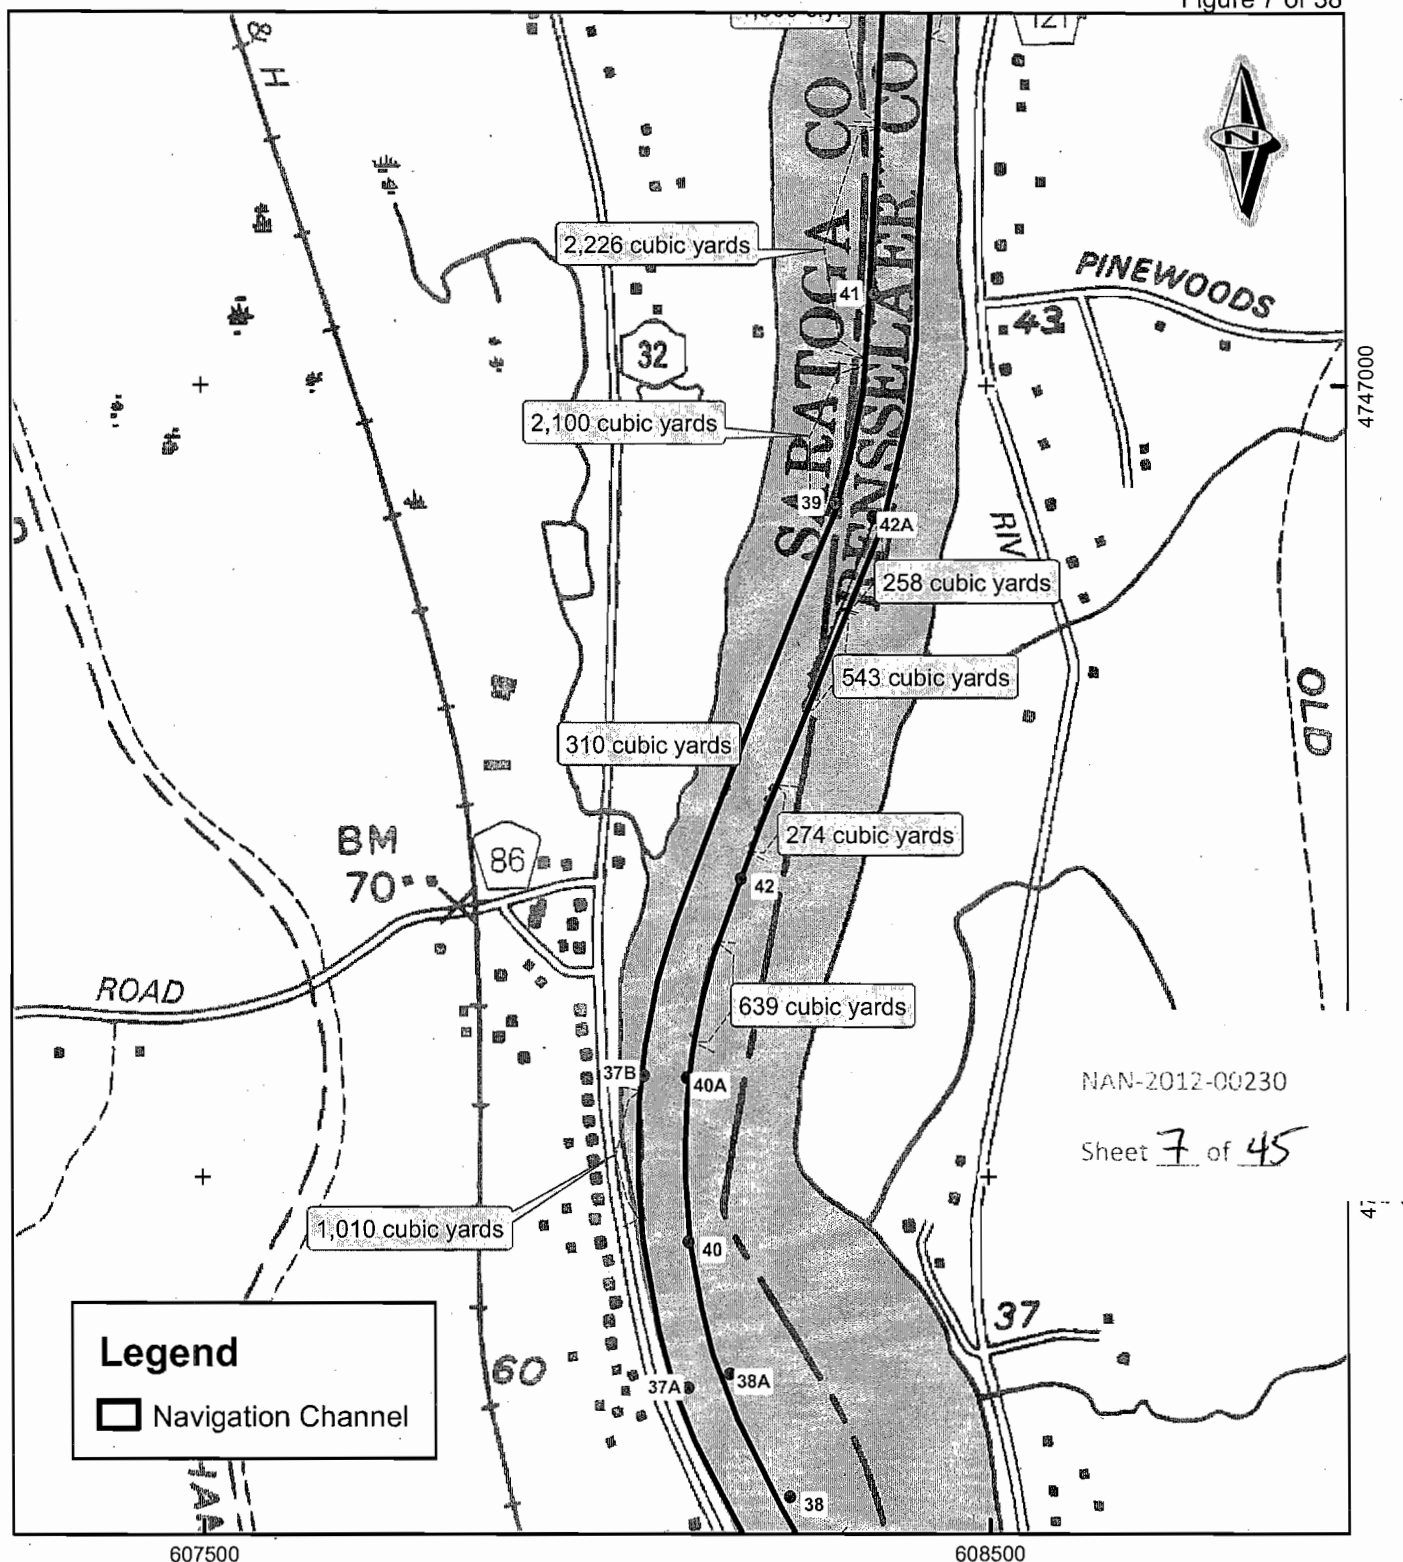 Figure 7 of 38
& H
121
SARATOGA CO
RENSSELAER CO
N
2,226 cubic yards
41
PINEWOODS
43
32
4747000
2,100 cubic yards
39
42A
RIV
258 cubic yards
543 cubic yards
OLD
310 cubic yards
274 cubic yards
BM
70
86
42
ROAD
639 cubic yards
37B
40A
NAN-2012-00230
Sheet 7 of 45
1,010 cubic yards
40
37
Legend
Navigation Channel
60
37A
38A
38
607500
608500